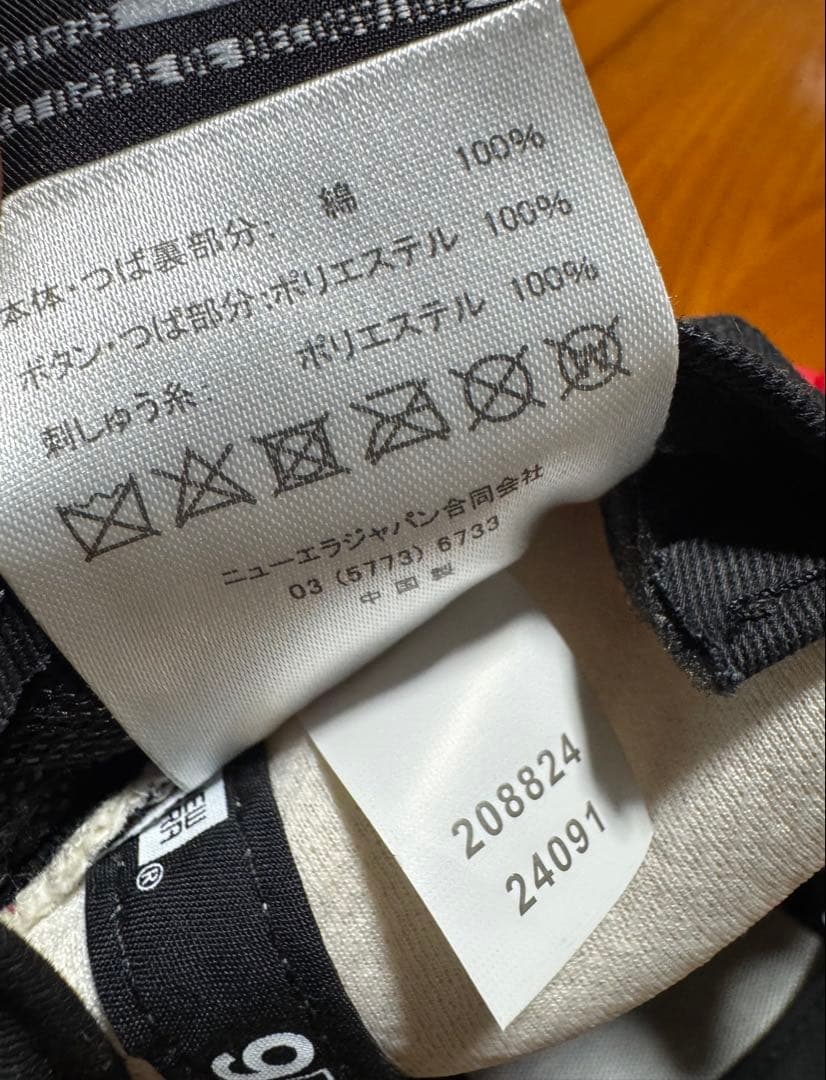 本体・つば裏部分： 綿 100%
ボタン・つば部分：ポリエステル 100%
刺しゅう糸： ポリエステル 100%
ニューエラジャパン合同会社
03 (5773) 6733
中国製
208824
24091
®